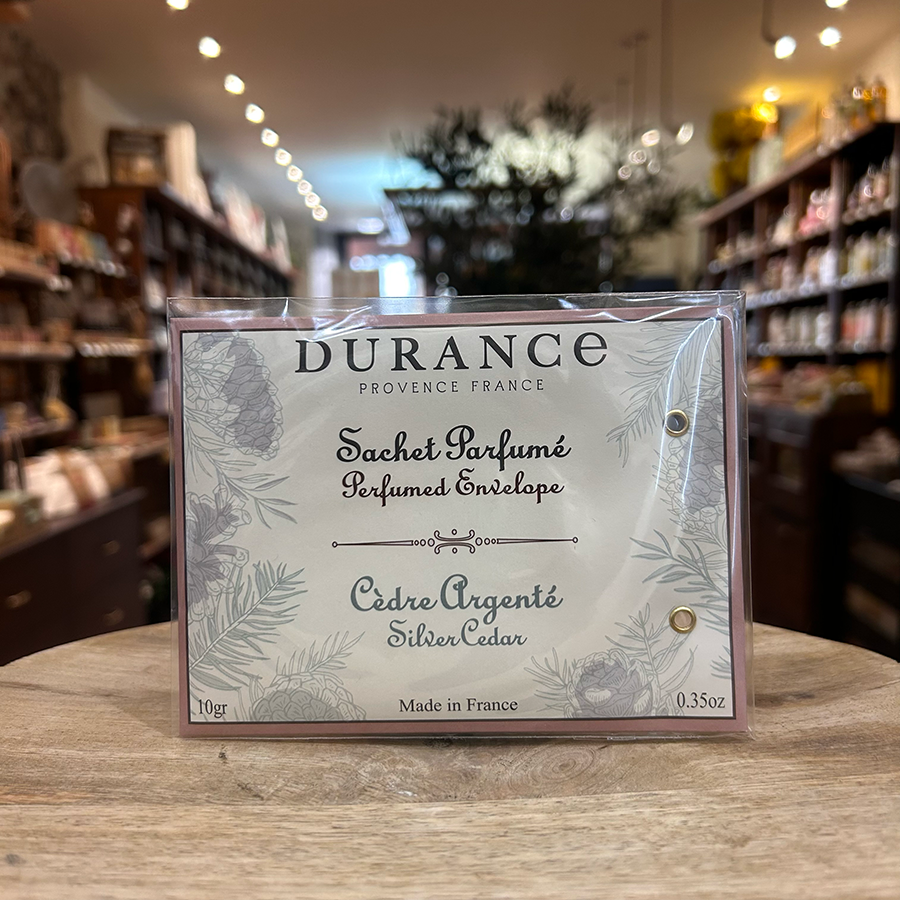 DURANCE
PROVENCE FRANCE
Sachet Parfumé
Perfumed Envelope
Cèdre Argenté
Silver Cedar
10gr
Made in France
0.35oz